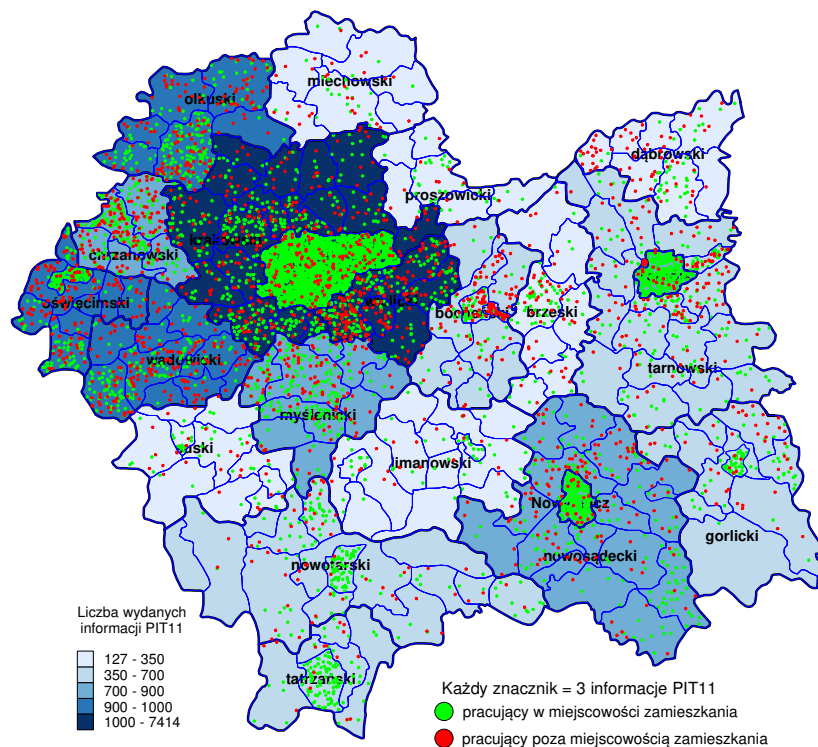 miechowski
olkuski
dąbrowski
proszowicki
chrzanowski
oświęcimski
bocheński
brzeski
wadowicki
tarnowski
myślenicki
suski
limanowski
gorlicki
nowosądecki
nowotarski
tatrzański
Liczba wydanych
informacji PIT11
127 - 350
350 - 700
700 - 900
900 - 1000
1000 - 7414
Każdy znacznik = 3 informacje PIT11
pracujący w miejscowości zamieszkania
pracujący poza miejscowością zamieszkania